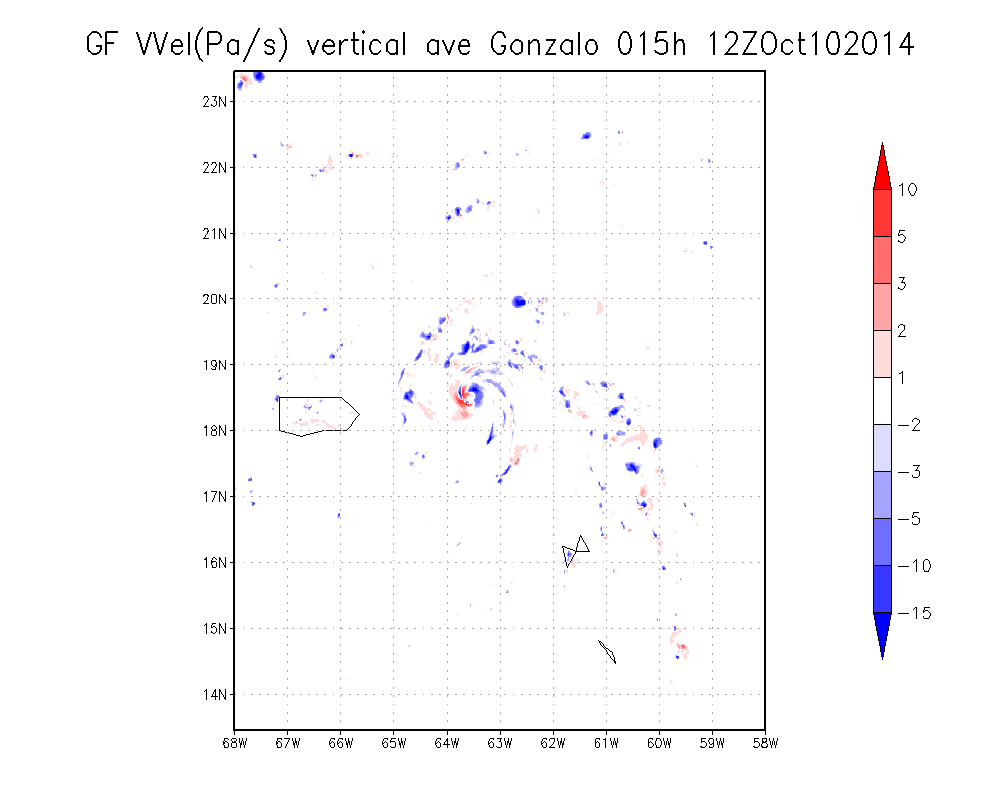 GF VVel(Pa/s) vertical ave Gonzalo 015h 12ZOct102014
23N
22N
21N
20N
19N
18N
17N
16N
15N
14N
68W 67W 66W 65W 64W 63W 62W 61W 60W 59W 58W
10
5
3
2
1
−2
−3
−5
−10
−15